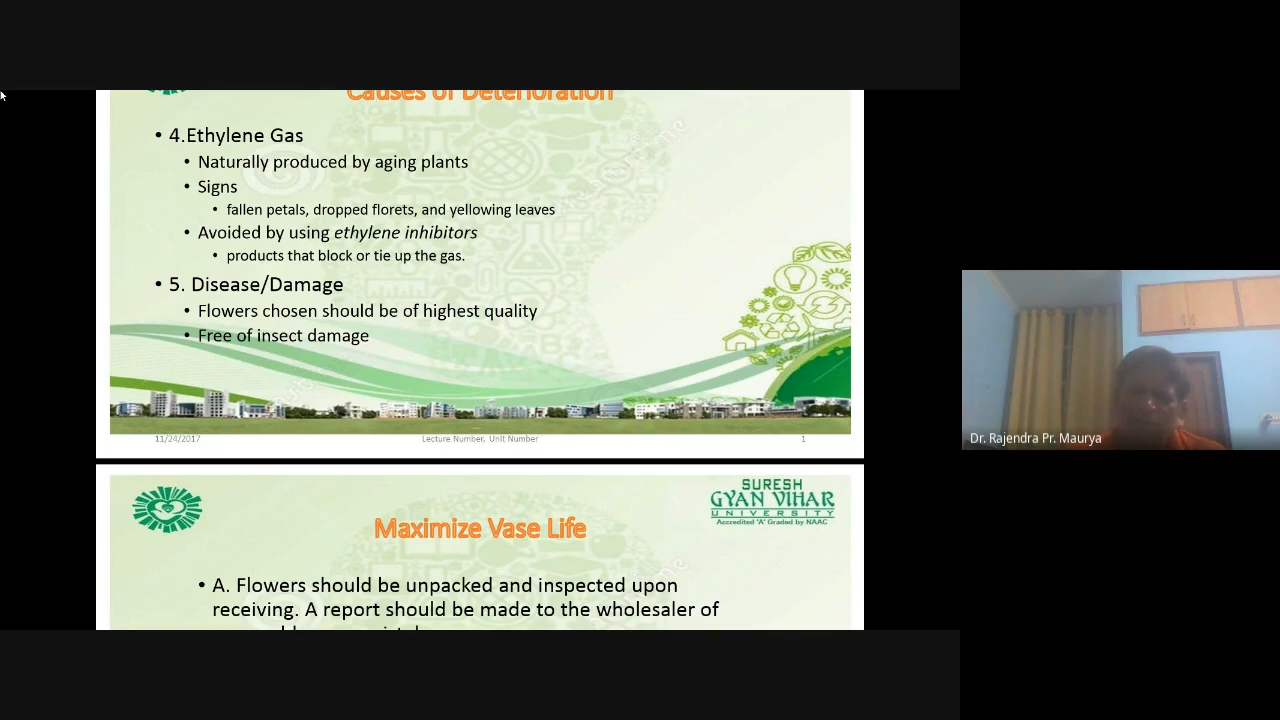 Causes of Deterioration
• 4.Ethylene Gas
• Naturally produced by aging plants
• Signs
• fallen petals, dropped florets, and yellowing leaves
• Avoided by using ethylene inhibitors
• products that block or tie up the gas.
• 5. Disease/Damage
• Flowers chosen should be of highest quality
• Free of insect damage
11/24/2017 Lecture Number, Unit Number 1
Dr. Rajendra Pr. Maurya
SURESH
GYAN VIHAR
UNIVERSITY
Accredited 'A' Graded by NAAC
Maximize Vase Life
• A. Flowers should be unpacked and inspected upon
receiving. A report should be made to the wholesaler of